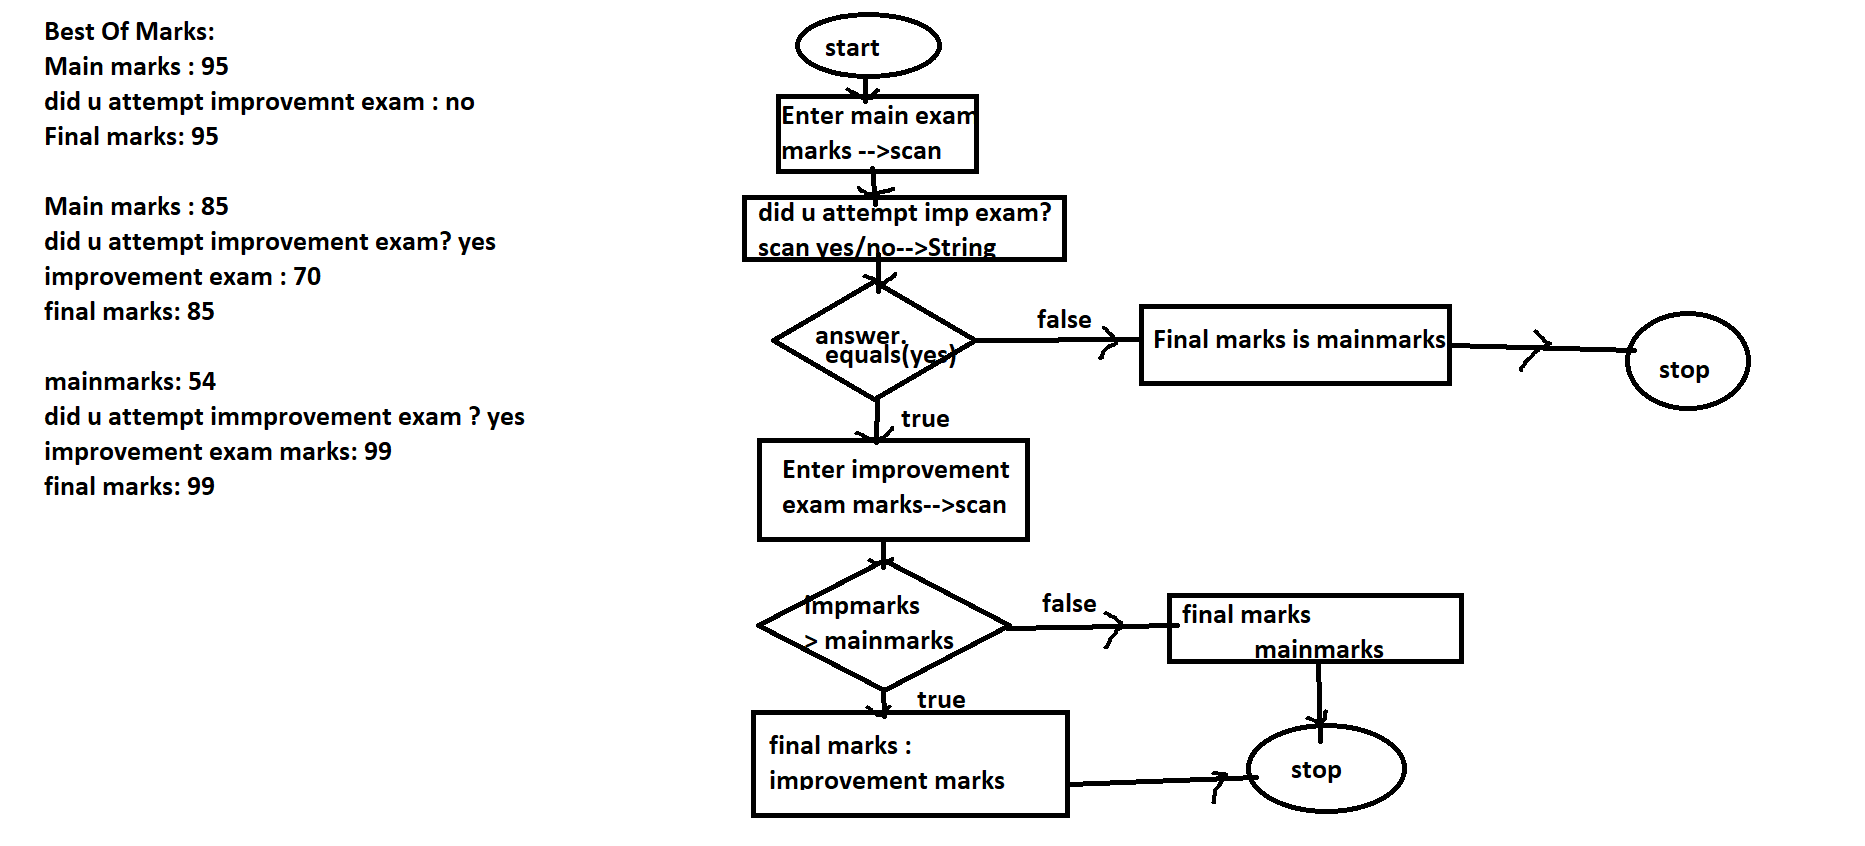 Best Of Marks:
Main marks : 95
did u attempt improvemnt exam : no
Final marks: 95
Main marks : 85
did u attempt improvement exam? yes
improvement exam : 70
final marks: 85
mainmarks: 54
did u attempt immprovement exam ? yes
improvement exam marks: 99
final marks: 99
start
Enter main exam
marks -->scan
did u attempt imp exam?
scan yes/no-->String
answer.
equals(yes)
false
Final marks is mainmarks
stop
true
Enter improvement
exam marks-->scan
impmarks
> mainmarks
false
final marks
mainmarks
true
final marks :
improvement marks
stop